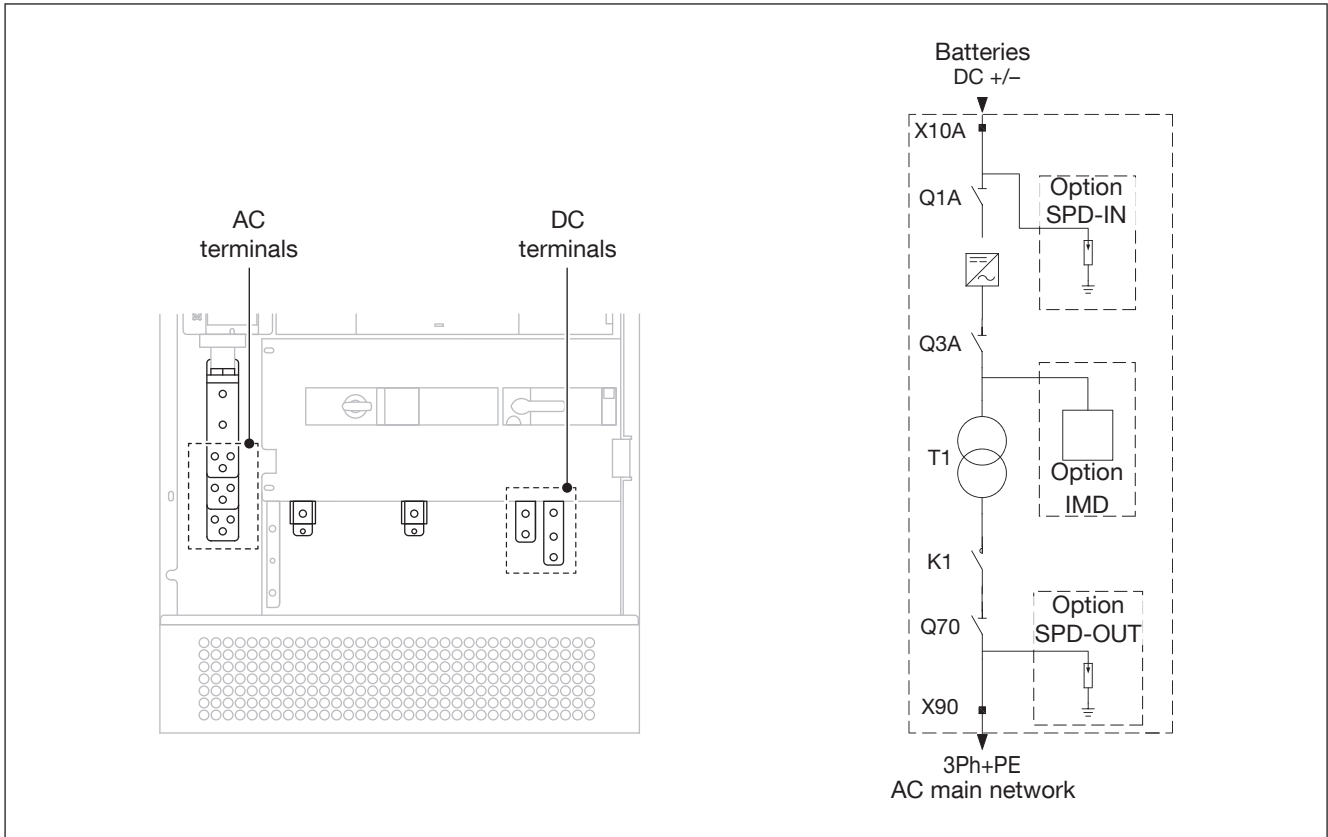 AC
terminals
DC
terminals
Batteries
DC +/–
X10A
Q1A
Option
SPD-IN
Q3A
T1
Option
IMD
K1
Q70
Option
SPD-OUT
X90
3Ph+PE
AC main network